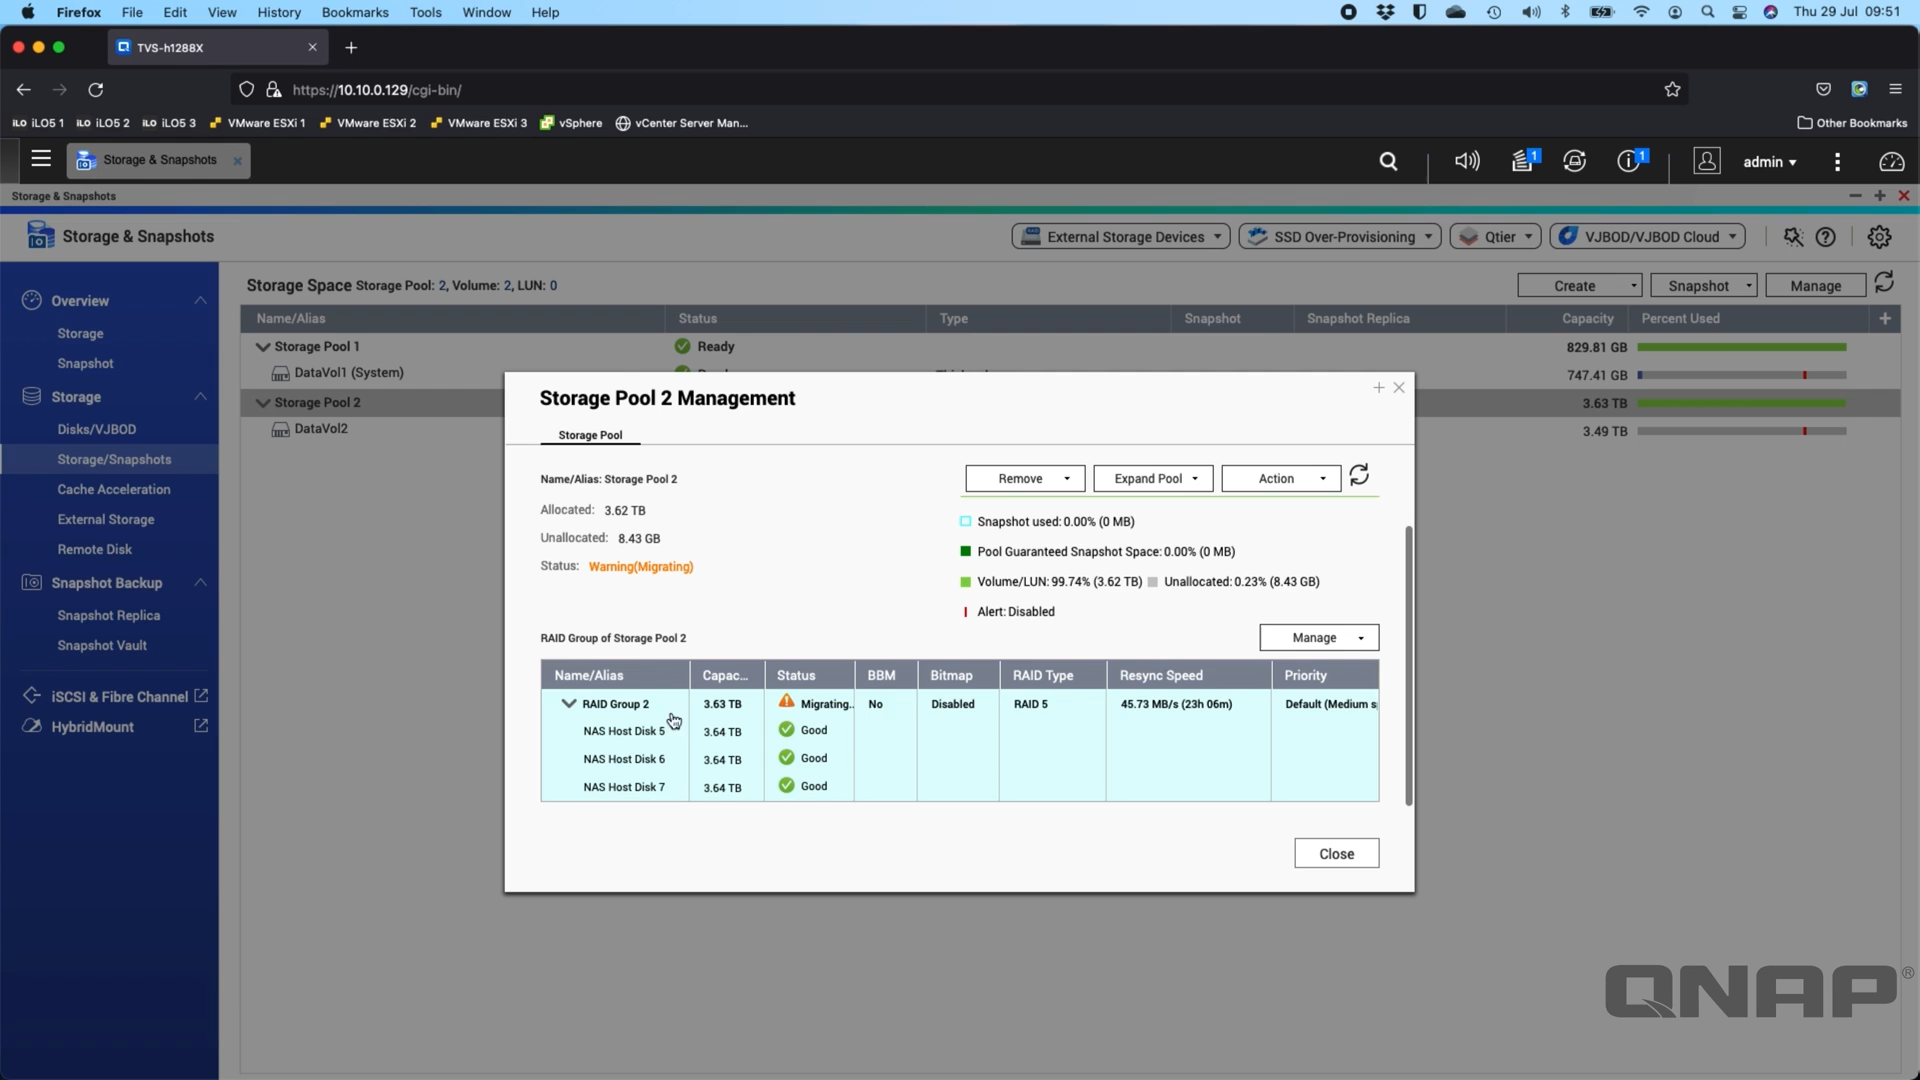 Firefox File Edit View History Bookmarks Tools Window Help Thu 29 Jul 09:51
TVS-h1288X
https://10.10.0.129/cgi-bin/
iLO iLO5 1 iLO iLO5 2 iLO iLO5 3 VMware ESXi 1 VMware ESXi 2 VMware ESXi 3 vSphere vCenter Server Man... Other Bookmarks
Storage & Snapshots 1 1 admin
Storage & Snapshots
Storage & Snapshots External Storage Devices SSD Over-Provisioning Qtier VJBOD/VJBOD Cloud
Overview
Storage
Snapshot
Storage
Disks/VJBOD
Storage/Snapshots
Cache Acceleration
External Storage
Remote Disk
Snapshot Backup
Snapshot Replica
Snapshot Vault
iSCSI & Fibre Channel
HybridMount
Storage Space Storage Pool: 2, Volume: 2, LUN: 0 Create Snapshot Manage
Name/Alias Status Type Snapshot Snapshot Replica Capacity Percent Used
Storage Pool 1 Ready 829.81 GB
DataVol1 (System) 747.41 GB
Storage Pool 2 3.63 TB
DataVol2 3.49 TB
Storage Pool 2 Management
Storage Pool
Name/Alias: Storage Pool 2 Remove Expand Pool Action
Allocated: 3.62 TB
Unallocated: 8.43 GB
Status: Warning(Migrating)
Snapshot used: 0.00% (0 MB)
Pool Guaranteed Snapshot Space: 0.00% (0 MB)
Volume/LUN: 99.74% (3.62 TB) Unallocated: 0.23% (8.43 GB)
Alert: Disabled
RAID Group of Storage Pool 2 Manage
Name/Alias Capac... Status BBM Bitmap RAID Type Resync Speed Priority
RAID Group 2 3.63 TB Migrating.. No Disabled RAID 5 45.73 MB/s (23h 06m) Default (Medium s
NAS Host Disk 5 3.64 TB Good
NAS Host Disk 6 3.64 TB Good
NAS Host Disk 7 3.64 TB Good
Close
QNAP®